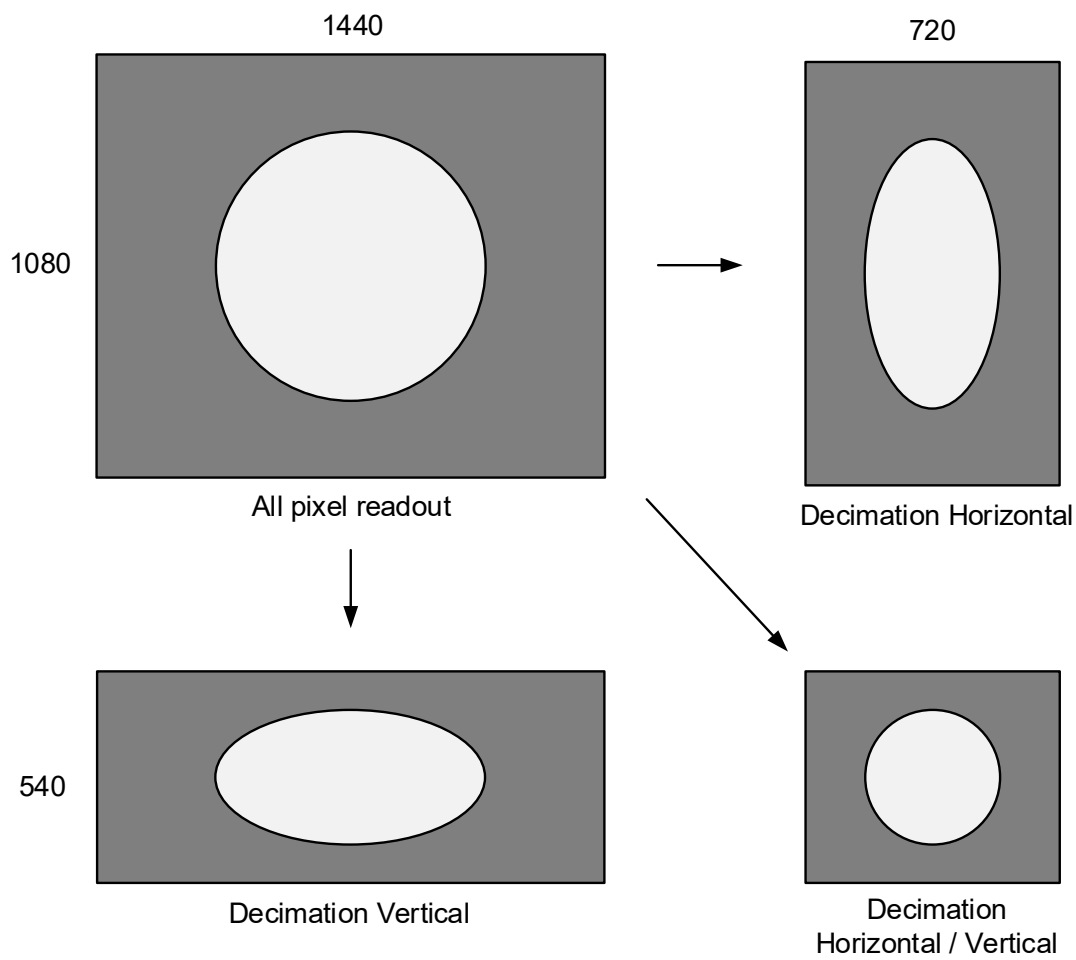 1440
720
1080
All pixel readout
Decimation Horizontal
540
Decimation Vertical
Decimation
Horizontal / Vertical